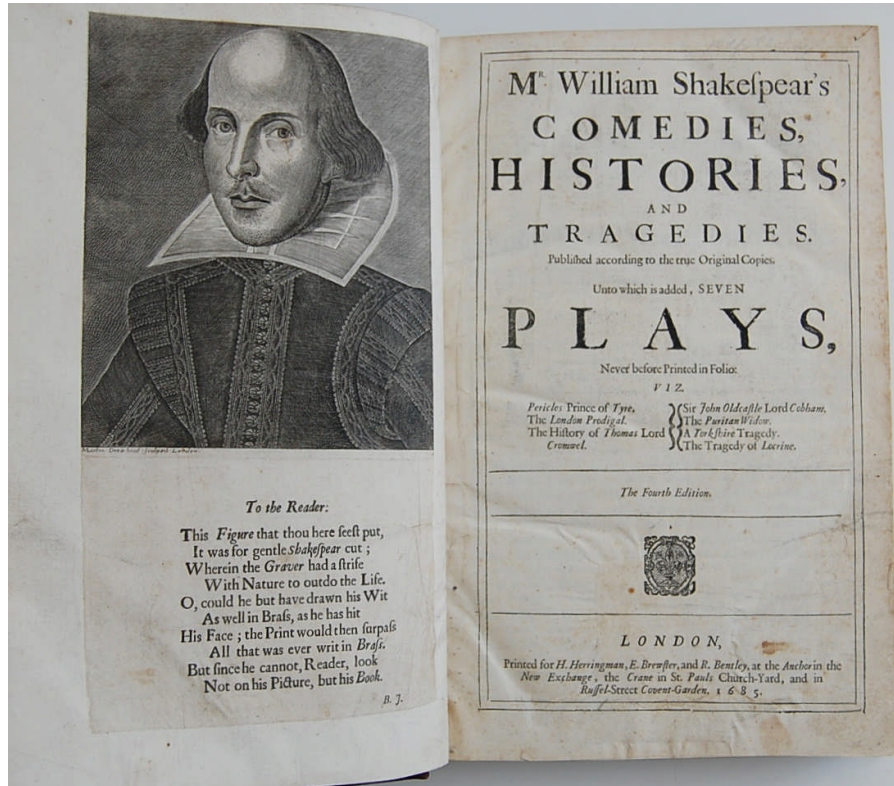 Martin Droeshout sculpsit London.
To the Reader:
This Figure that thou here ſeeſt put,
It was for gentle Shakeſpear cut ;
Wherein the Graver had a ſtrife
With Nature to outdo the Life.
O, could he but have drawn his Wit
As well in Braſs, as he has hit
His Face ; the Print would then ſurpaſs
All that was ever writ in Braſs.
But ſince he cannot, Reader, look
Not on his Picture, but his Book.
B. J.
Mr. William Shakeſpear's
COMEDIES,
HISTORIES,
AND
TRAGEDIES.
Publiſhed according to the true Original Copies.
Unto which is added, SEVEN
PLAYS,
Never before Printed in Folio:
VIZ.
Pericles Prince of Tyre,
The London Prodigal.
The Hiſtory of Thomas Lord
Cromwel.
Sir John Oldcaſtle Lord Cobham.
The Puritan Widow.
A Yorkſhire Tragedy.
The Tragedy of Locrine.
The Fourth Edition.
LONDON,
Printed for H. Herringman, E. Brewſter, and R. Bentley, at the Anchor in the
New Exchange, the Crane in St. Pauls Church-Yard, and in
Ruſſel-Street Covent-Garden. 1685.